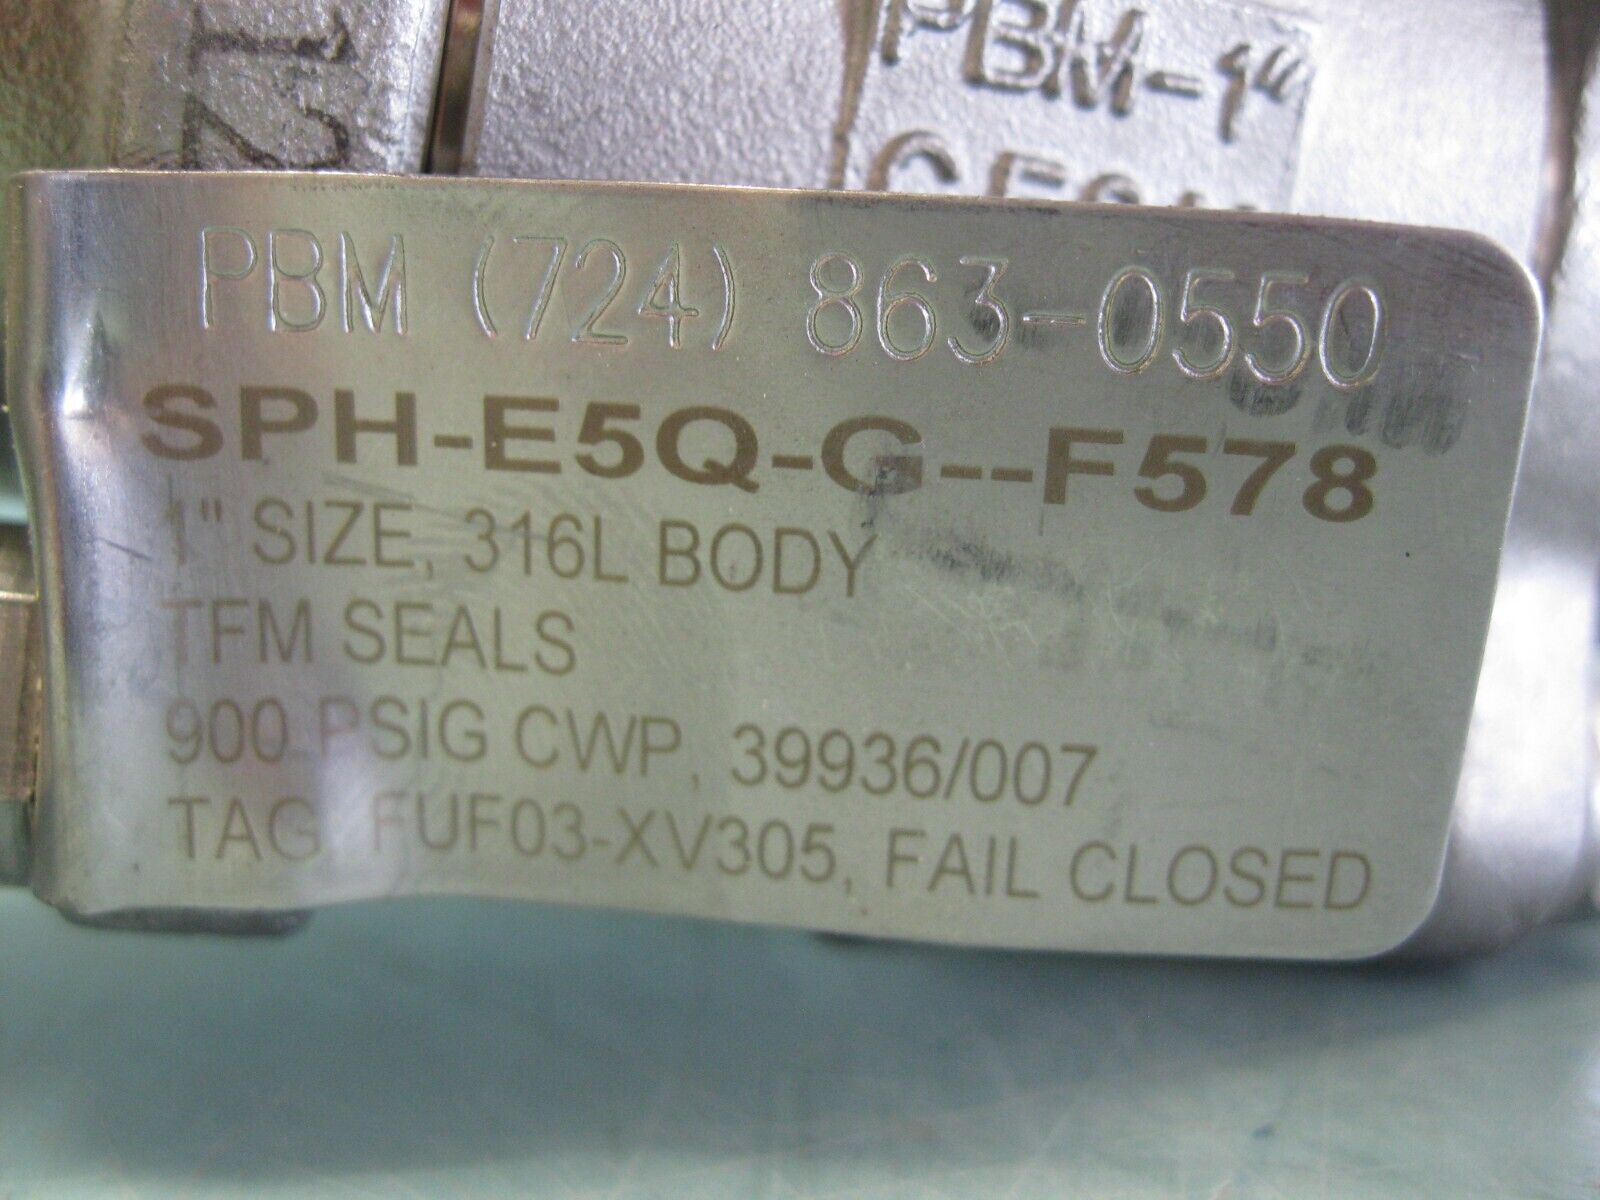 12
PBM-1"
PBM (724) 863-0550
SPH-E5Q-G--F578
1" SIZE, 316L BODY
TFM SEALS
900 PSIG CWP, 39936/007
TAG FUF03-XV305, FAIL CLOSED